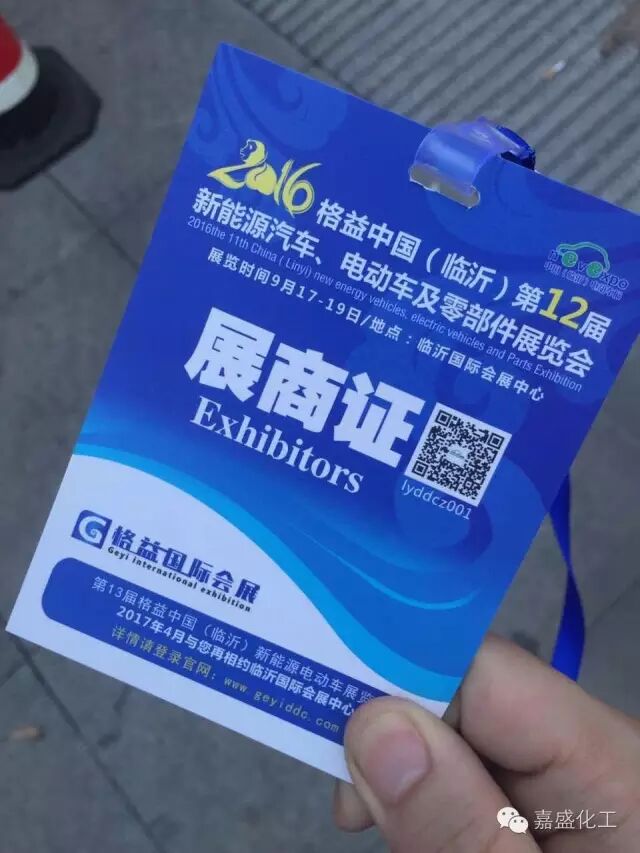 2016 格益中国（临沂）第12届
新能源汽车、电动车及零部件展览会
2016the 11th China ( Linyi) new energy vehicles, electric vehicles and Parts Exhibition
展览时间9月17-19日/地点：临沂国际会展中心
nevexpo
展商证
Exhibitors
lyddcz001
格益国际会展
Geyi international exhibition
第13届格益中国（临沂）新能源电动车展览
2017年4月与您再相约临沂国际会展中心
详情请登录官网：www.geyiddc.com
嘉盛化工